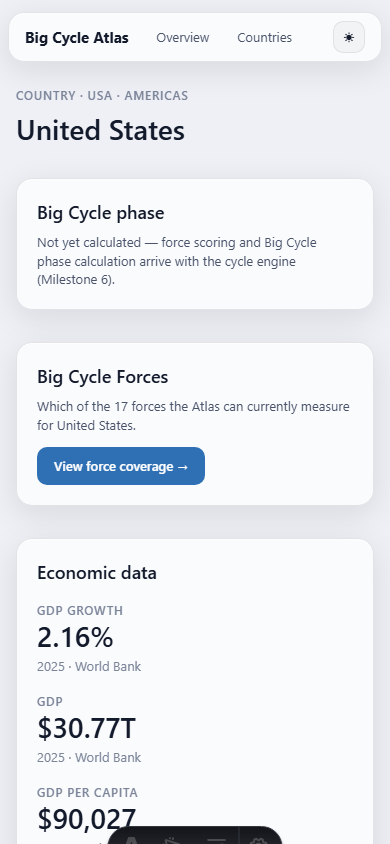 Big Cycle Atlas Overview Countries
COUNTRY · USA · AMERICAS
United States
Big Cycle phase
Not yet calculated — force scoring and Big Cycle
phase calculation arrive with the cycle engine
(Milestone 6).
Big Cycle Forces
Which of the 17 forces the Atlas can currently measure
for United States.
View force coverage →
Economic data
GDP GROWTH
2.16%
2025 · World Bank
GDP
$30.77T
2025 · World Bank
GDP PER CAPITA
$90,027